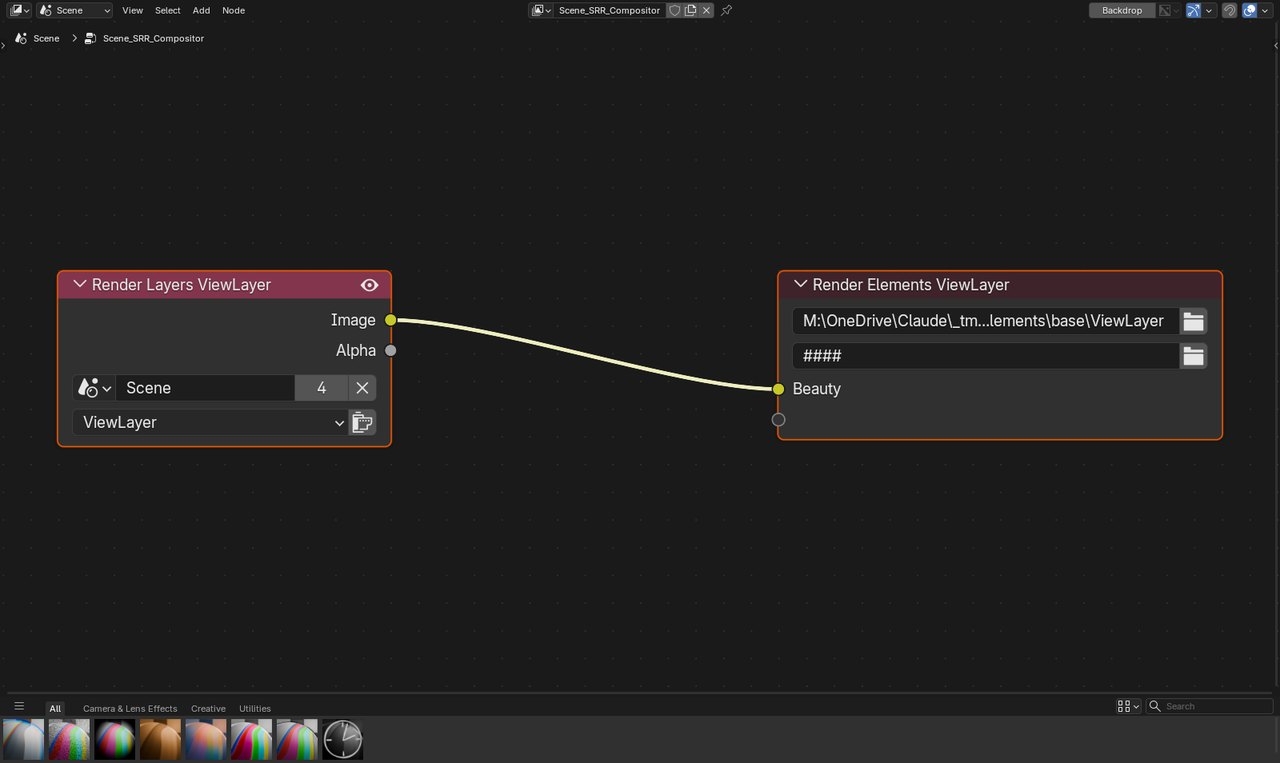 Scene View Select Add Node Scene_SRR_Compositor Backdrop
Scene Scene_SRR_Compositor
Render Layers ViewLayer
Image
Alpha
Scene 4
ViewLayer
Render Elements ViewLayer
M:\OneDrive\Claude\_tm...lements\base\ViewLayer
####
Beauty
All Camera & Lens Effects Creative Utilities Search